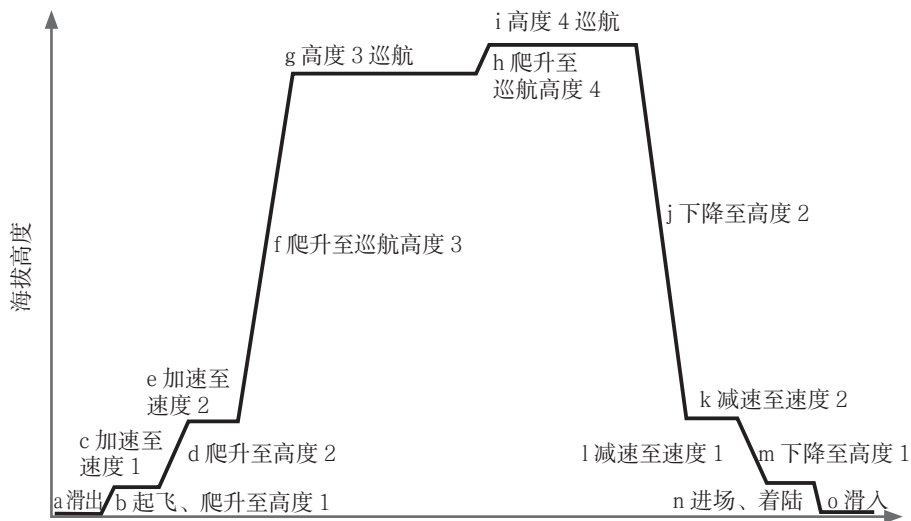 i 高度 4 巡航
g 高度 3 巡航
h 爬升至
巡航高度 4
j 下降至高度 2
f 爬升至巡航高度 3
海拔高度
e 加速至
速度 2
k 减速至速度 2
c 加速至
速度 1
d 爬升至高度 2
l 减速至速度 1
m 下降至高度 1
a 滑出
b 起飞、爬升至高度 1
n 进场、着陆
o 滑入